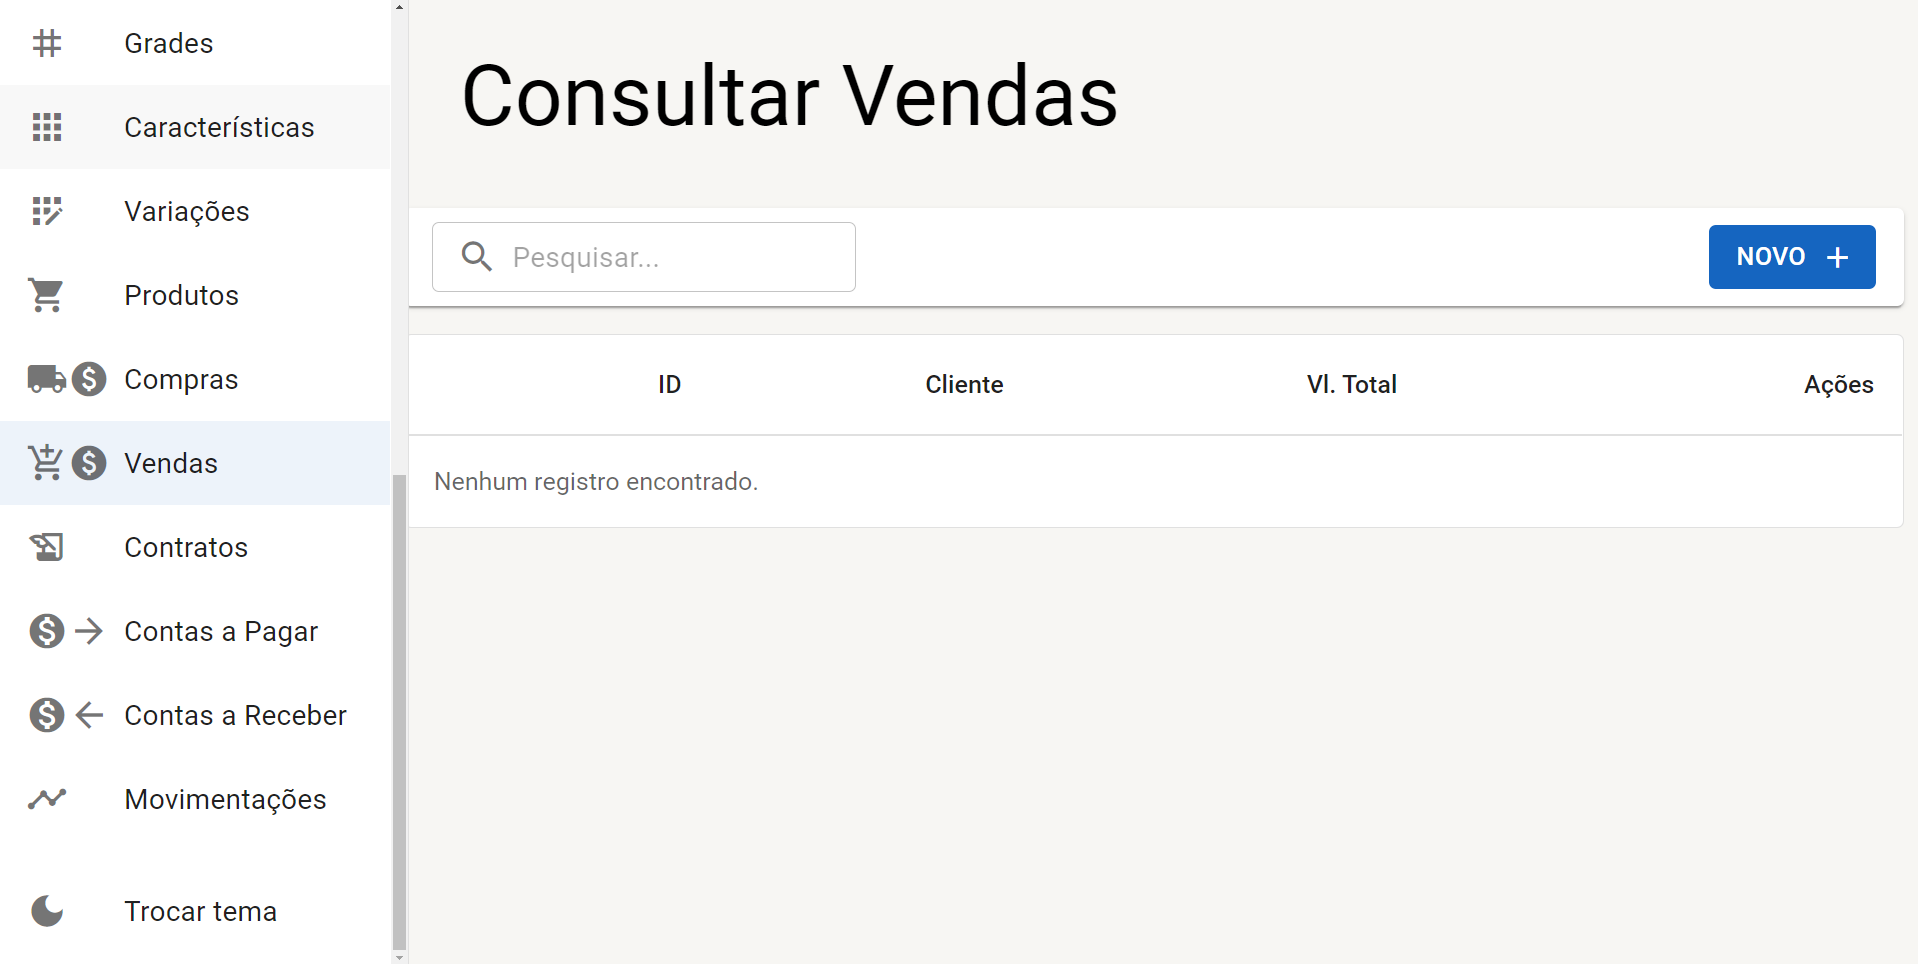 Grades
Características
Variações
Produtos
Compras
Vendas
Contratos
Contas a Pagar
Contas a Receber
Movimentações
Trocar tema
Consultar Vendas
Pesquisar...
NOVO
ID Cliente Vl. Total Ações
Nenhum registro encontrado.